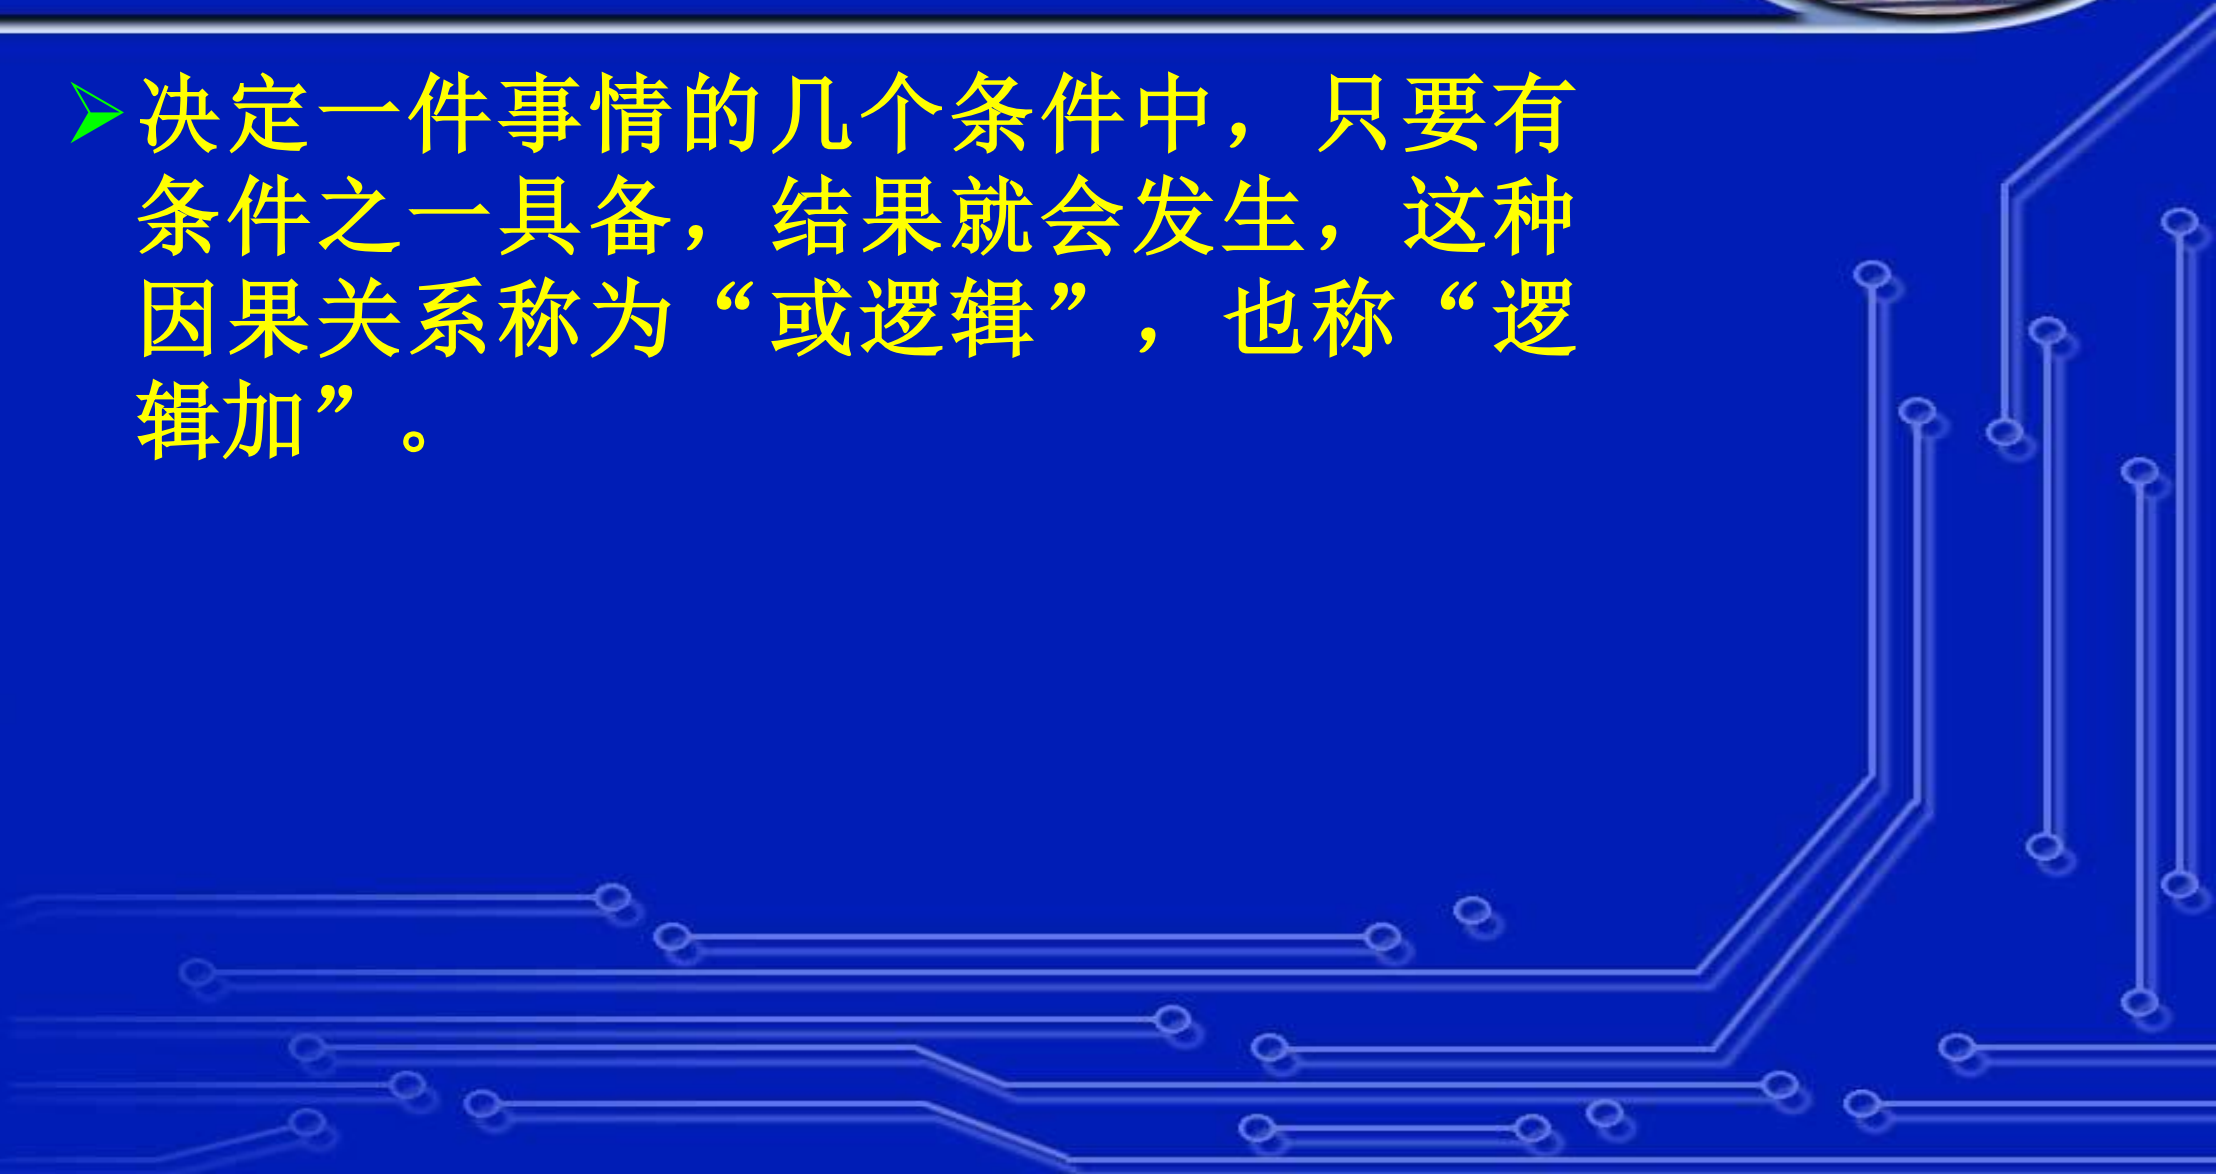 决定一件事情的几个条件中，只要有
条件之一具备，结果就会发生，这种
因果关系称为“或逻辑”，也称“逻
辑加”。